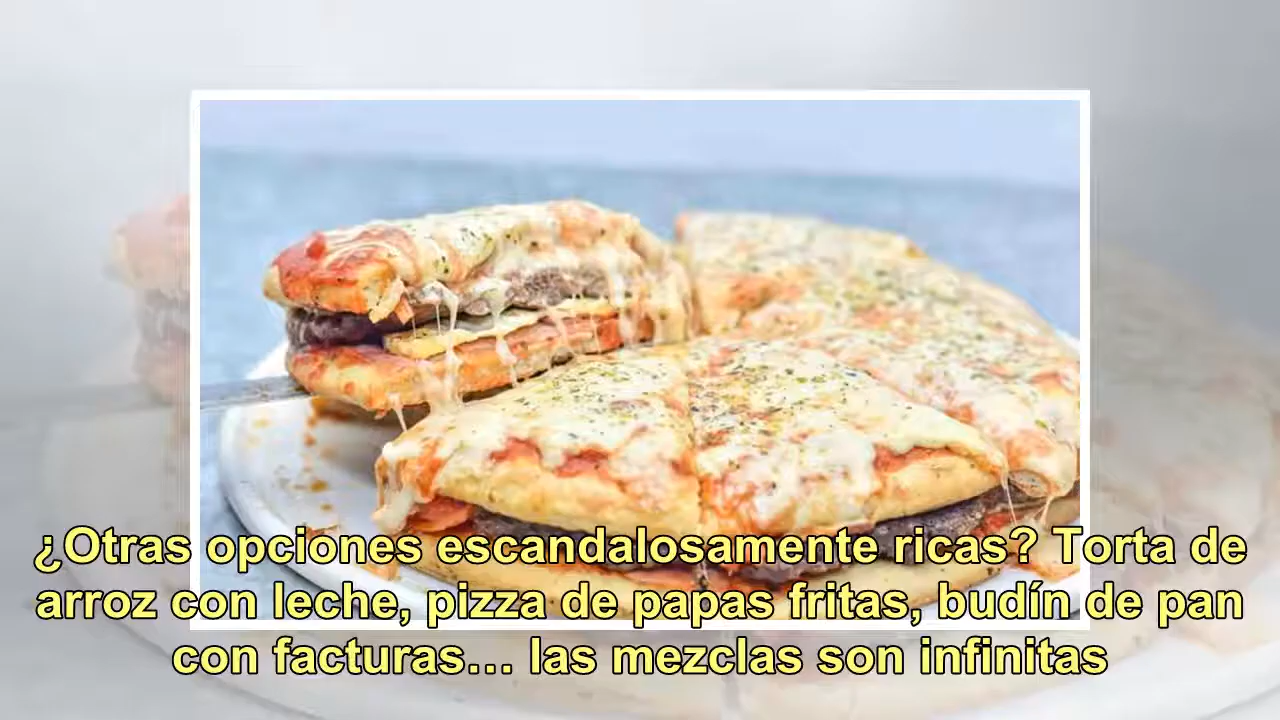 ¿Otras opciones escandalosamente ricas? Torta de
arroz con leche, pizza de papas fritas, budín de pan
con facturas… las mezclas son infinitas